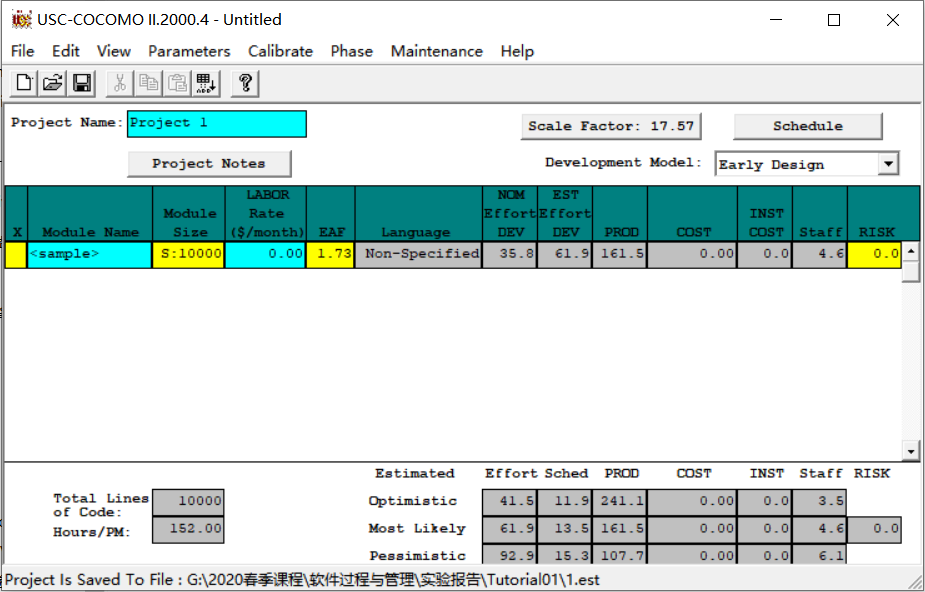 USC-COCOMO II.2000.4 - Untitled
File Edit View Parameters Calibrate Phase Maintenance Help
Project Name: Project 1 Scale Factor: 17.57 Schedule
Project Notes Development Model: Early Design
X Module Name Module Size LABOR Rate ($/month) EAF Language NOM Effort DEV EST Effort DEV PROD COST INST COST Staff RISK
<sample> S:10000 0.00 1.73 Non-Specified 35.8 61.9 161.5 0.00 0.0 4.6 0.0
Estimated Effort Sched PROD COST INST Staff RISK
Total Lines of Code: 10000 Optimistic 41.5 11.9 241.1 0.00 0.0 3.5
Hours/PM: 152.00 Most Likely 61.9 13.5 161.5 0.00 0.0 4.6 0.0
Pessimistic 92.9 15.3 107.7 0.00 0.0 6.1
Project Is Saved To File : G:\2020春季课程\软件过程与管理\实验报告\Tutorial01\1.est